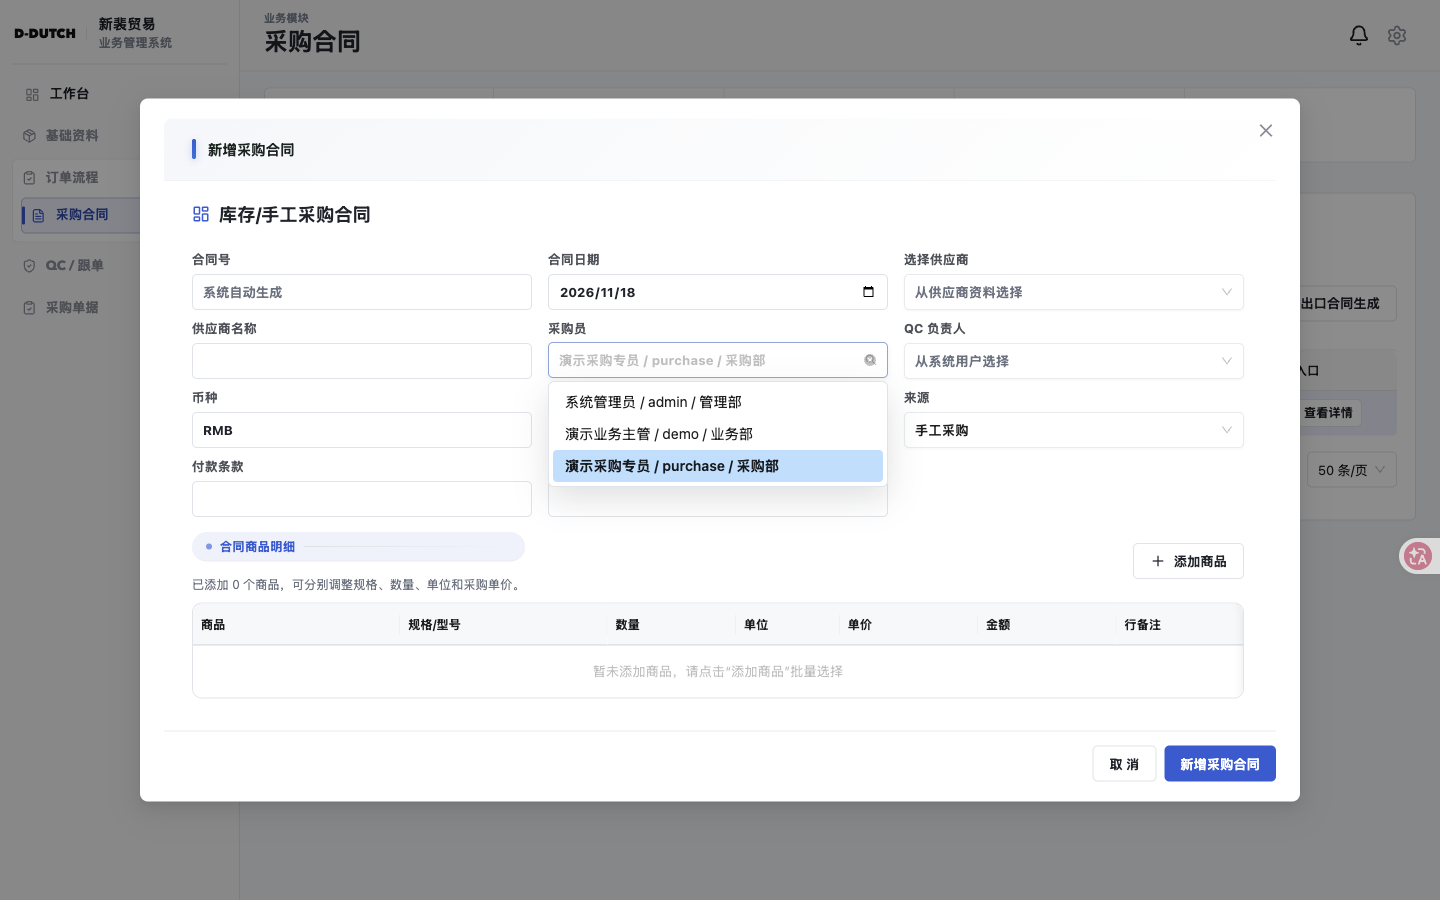 D-DUTCH
新裴贸易
业务管理系统
业务模块
采购合同
工作台
基础资料
订单流程
采购合同
QC / 跟单
采购单据
新增采购合同
库存/手工采购合同
合同号
合同日期
选择供应商
系统自动生成
2026/11/18
从供应商资料选择
出口合同生成
供应商名称
采购员
QC 负责人
演示采购专员 / purchase / 采购部
从系统用户选择
入口
系统管理员 / admin / 管理部
演示业务主管 / demo / 业务部
演示采购专员 / purchase / 采购部
币种
来源
RMB
手工采购
查看详情
付款条款
50 条/页
合同商品明细
添加商品
已添加 0 个商品，可分别调整规格、数量、单位和采购单价。
商品
规格/型号
数量
单位
单价
金额
行备注
暂未添加商品，请点击“添加商品”批量选择
取 消
新增采购合同